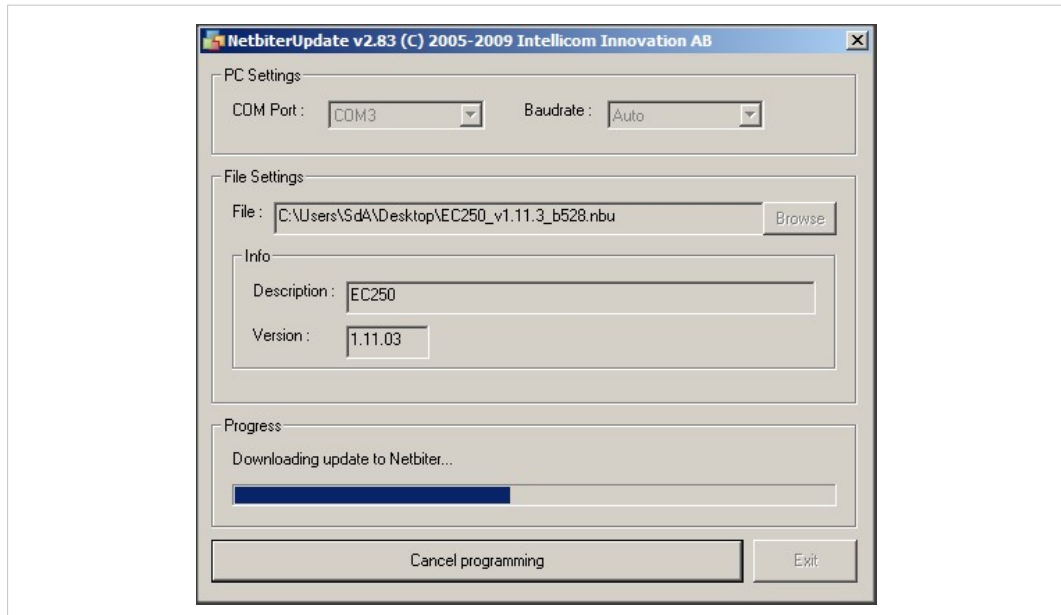 NetbiterUpdate v2.83 (C) 2005-2009 Intellicom Innovation AB
PC Settings
COM Port : COM3 Baudrate : Auto
File Settings
File : C:\Users\SdA\Desktop\EC250_v1.11.3_b528.nbu Browse
Info
Description : EC250
Version : 1.11.03
Progress
Downloading update to Netbiter...
Cancel programming Exit